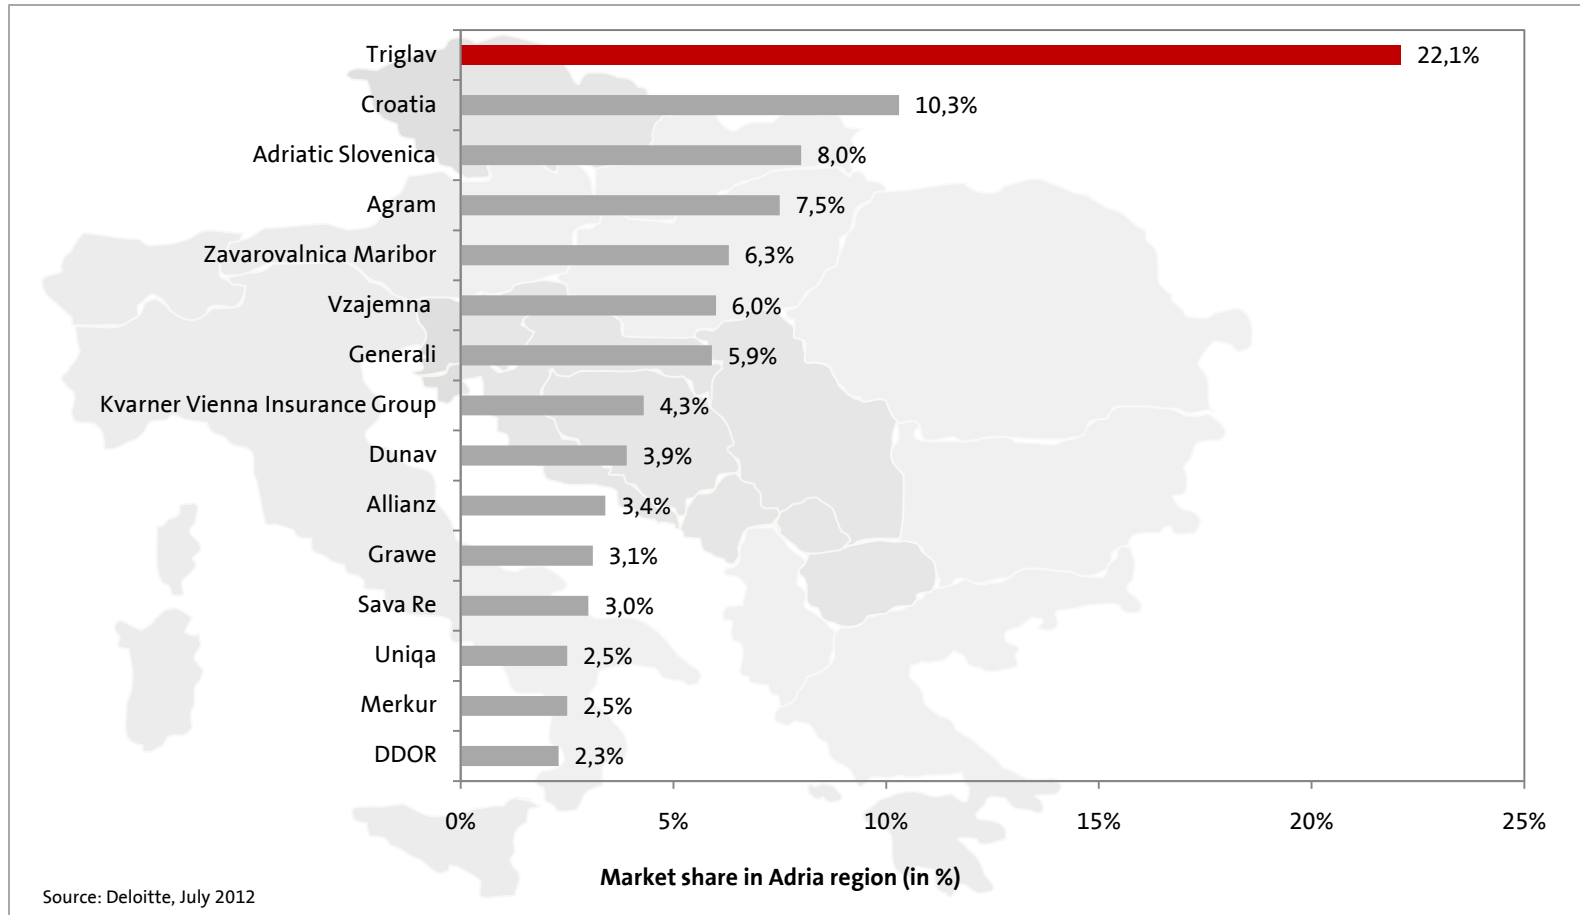 Triglav 22,1%
Croatia 10,3%
Adriatic Slovenica 8,0%
Agram 7,5%
Zavarovalnica Maribor 6,3%
Vzajemna 6,0%
Generali 5,9%
Kvarner Vienna Insurance Group 4,3%
Dunav 3,9%
Allianz 3,4%
Grawe 3,1%
Sava Re 3,0%
Uniqa 2,5%
Merkur 2,5%
DDOR 2,3%
0% 5% 10% 15% 20% 25%
Market share in Adria region (in %)
Source: Deloitte, July 2012